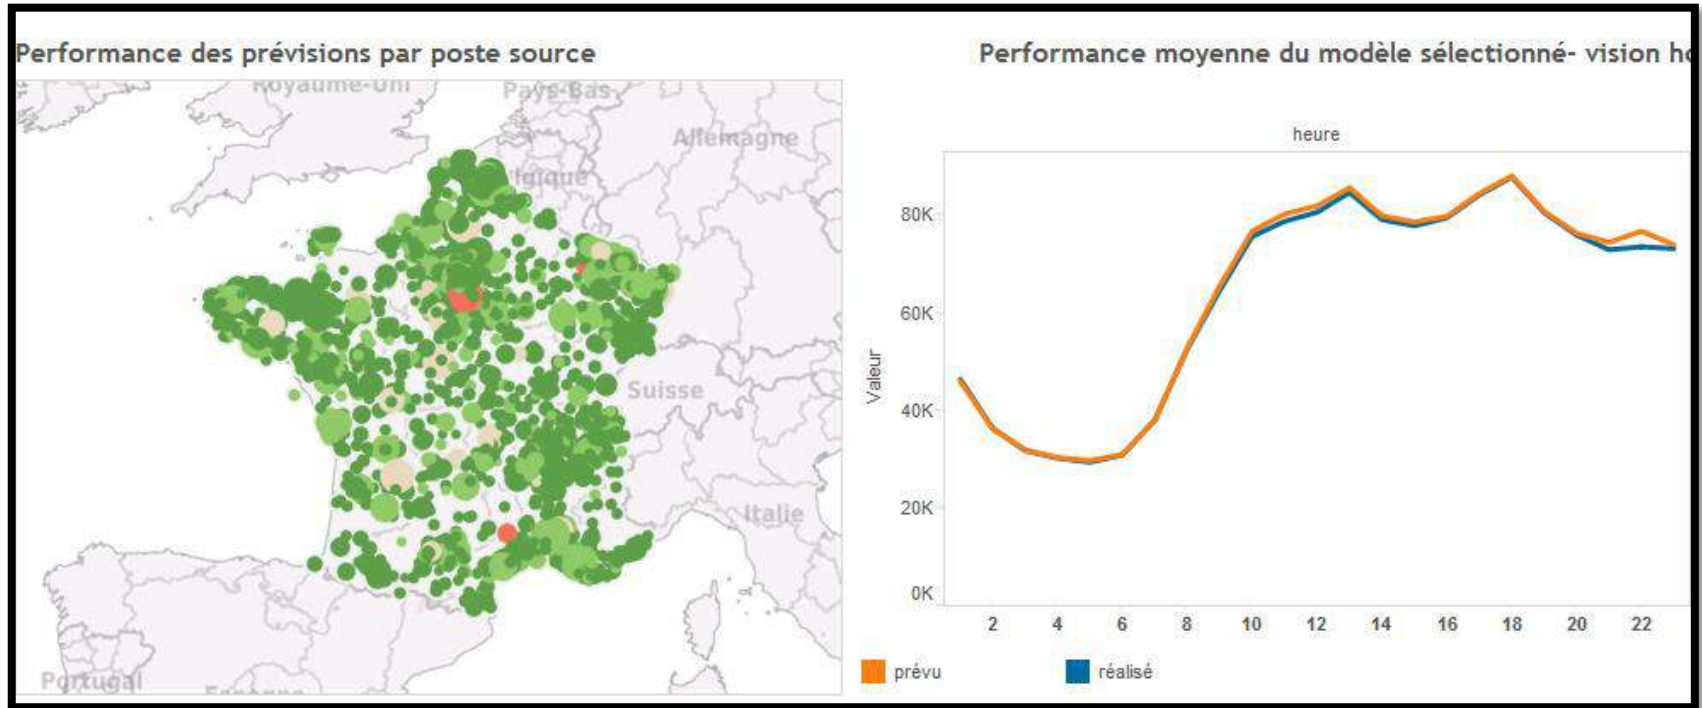 Performance des prévisions par poste source
Performance moyenne du modèle sélectionné- vision
Royaume-Uni
Pays-Bas
Allemagne
Suisse
Italie
Portugal
heure
Valeur
80K
60K
40K
20K
0K
2 4 6 8 10 12 14 16 18 20 22
prévu réalisé